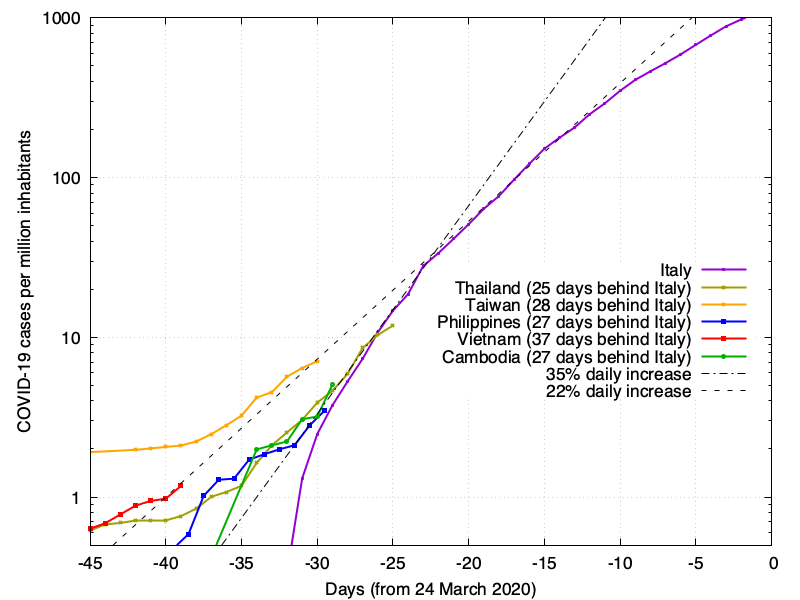 1000
100
10
1
COVID-19 cases per million inhabitants
Italy
Thailand (25 days behind Italy)
Taiwan (28 days behind Italy)
Philippines (27 days behind Italy)
Vietnam (37 days behind Italy)
Cambodia (27 days behind Italy)
35% daily increase
22% daily increase
-45 -40 -35 -30 -25 -20 -15 -10 -5 0
Days (from 24 March 2020)